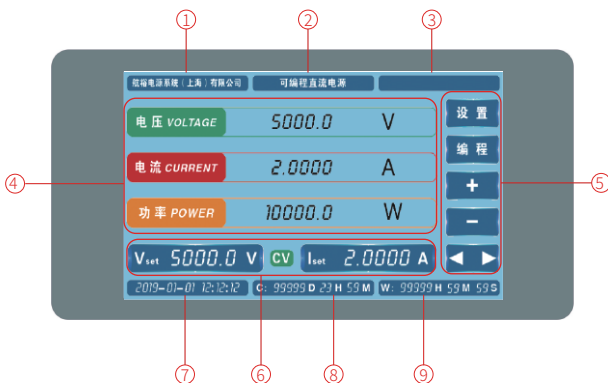 ① ② ③
航裕电源系统（上海）有限公司 可编程直流电源
电压 VOLTAGE 5000.0 V
设置
电流 CURRENT 2.0000 A
编程
④ ⑤
+
功率 POWER 10000.0 W
−
Vset 5000.0 V CV Iset 2.0000 A ◀ ▶
2019-01-01 12:12:12 C: 99999 D 23 H 59 M W: 99999 H 59 M 59 S
⑥
⑦ ⑧ ⑨